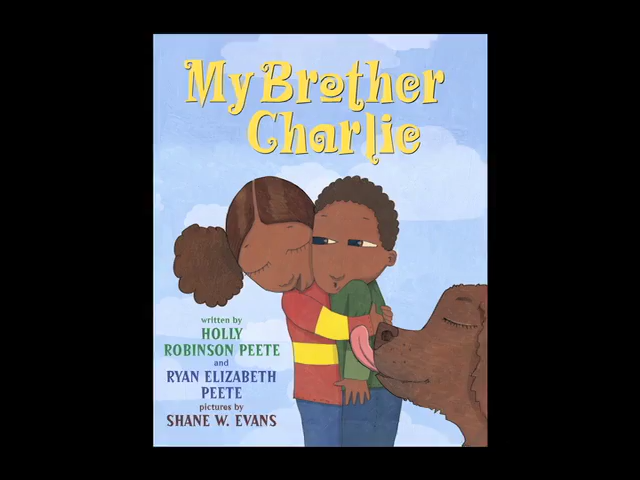 My Brother
Charlie
written by
HOLLY
ROBINSON PEETE
and
RYAN ELIZABETH
PEETE
pictures by
SHANE W. EVANS